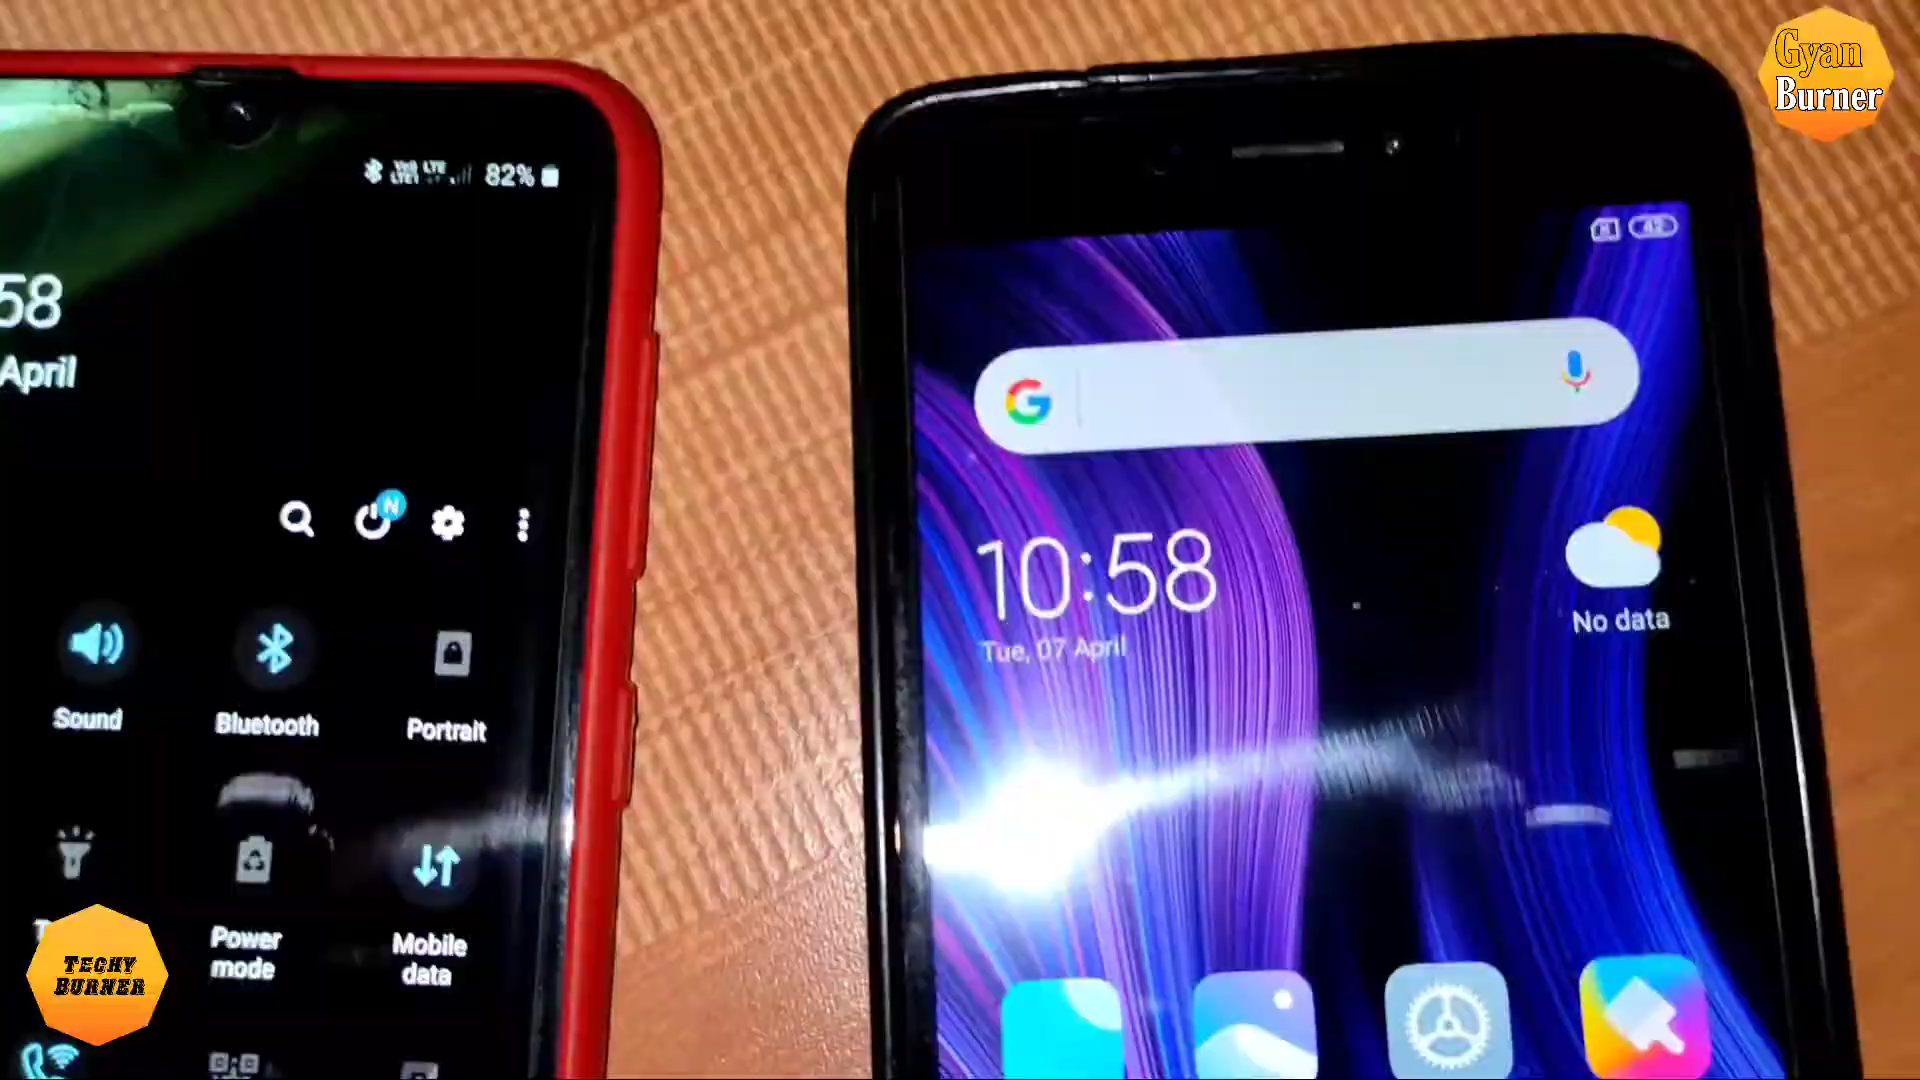 Gyan
Burner
LTE
82%
58
April
N
Sound
Bluetooth
Portrait
Power
mode
Mobile
data
TECHY
BURNER
10:58
Tue, 07 April
No data